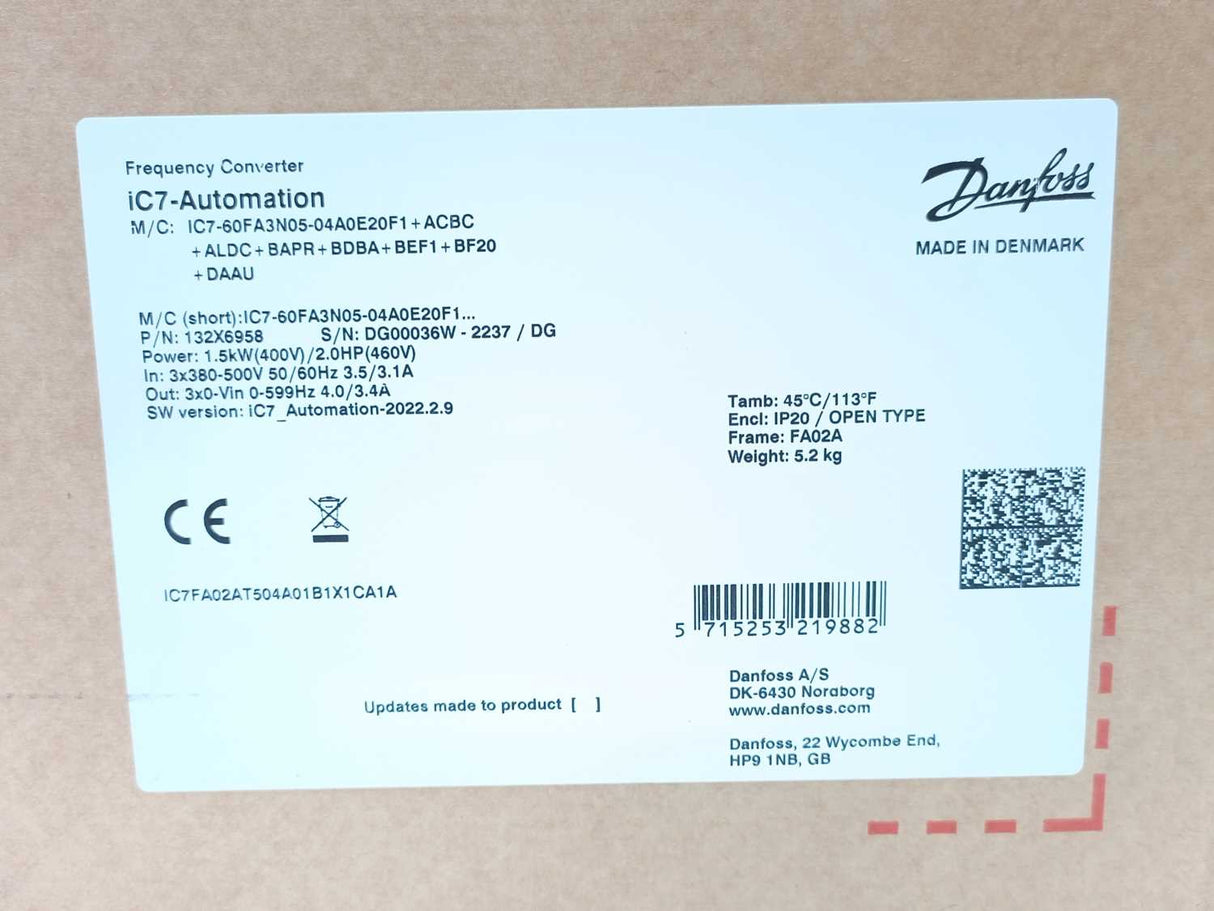 Frequency Converter
iC7-Automation
M/C: IC7-60FA3N05-04A0E20F1+ACBC
+ALDC+BAPR+BDBA+BEF1+BF20
+DAAU
Danfoss
MADE IN DENMARK
M/C (short):IC7-60FA3N05-04A0E20F1...
P/N: 132X6958 S/N: DG00036W - 2237 / DG
Power: 1.5kW(400V)/2.0HP(460V)
In: 3x380-500V 50/60Hz 3.5/3.1A
Out: 3x0-Vin 0-599Hz 4.0/3.4A
SW version: iC7_Automation-2022.2.9
Tamb: 45°C/113°F
Encl: IP20 / OPEN TYPE
Frame: FA02A
Weight: 5.2 kg
CE
IC7FA02AT504A01B1X1CA1A
5 715253 219882
Danfoss A/S
DK-6430 Nordborg
www.danfoss.com
Updates made to product [ ]
Danfoss, 22 Wycombe End,
HP9 1NB, GB